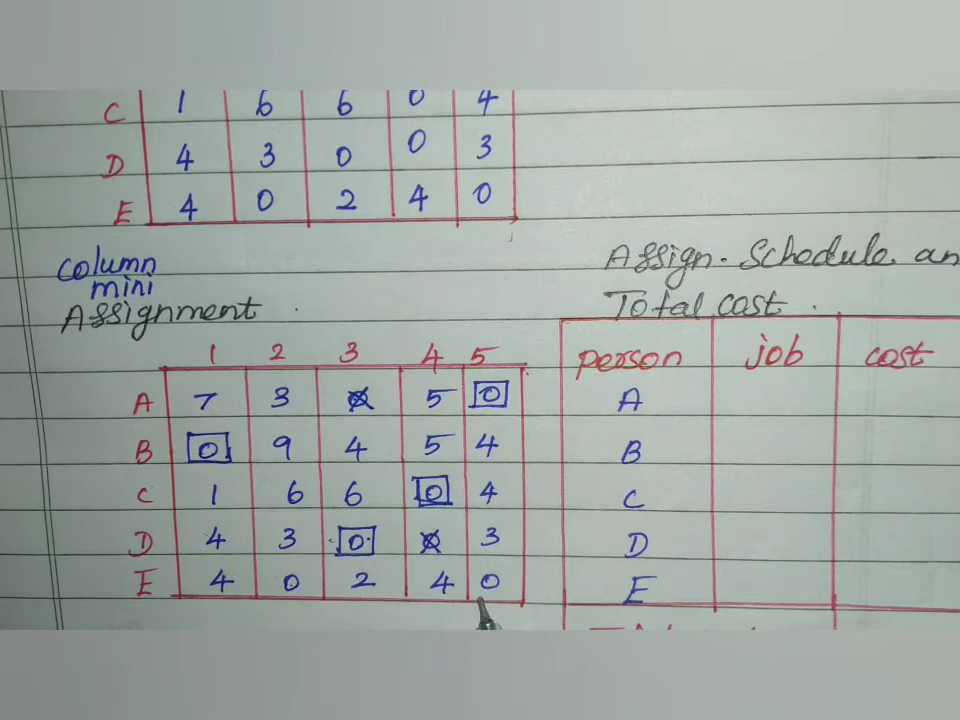 C 1 6 6 0 4
D 4 3 0 0 3
E 4 0 2 4 0
column
mini
Assignment
1 2 3 4 5
A 7 3 0 5 0
B 0 9 4 5 4
C 1 6 6 0 4
D 4 3 0 0 3
E 4 0 2 4 0
Assign. Schedule an
Total cost.
person job cost
A
B
C
D
E